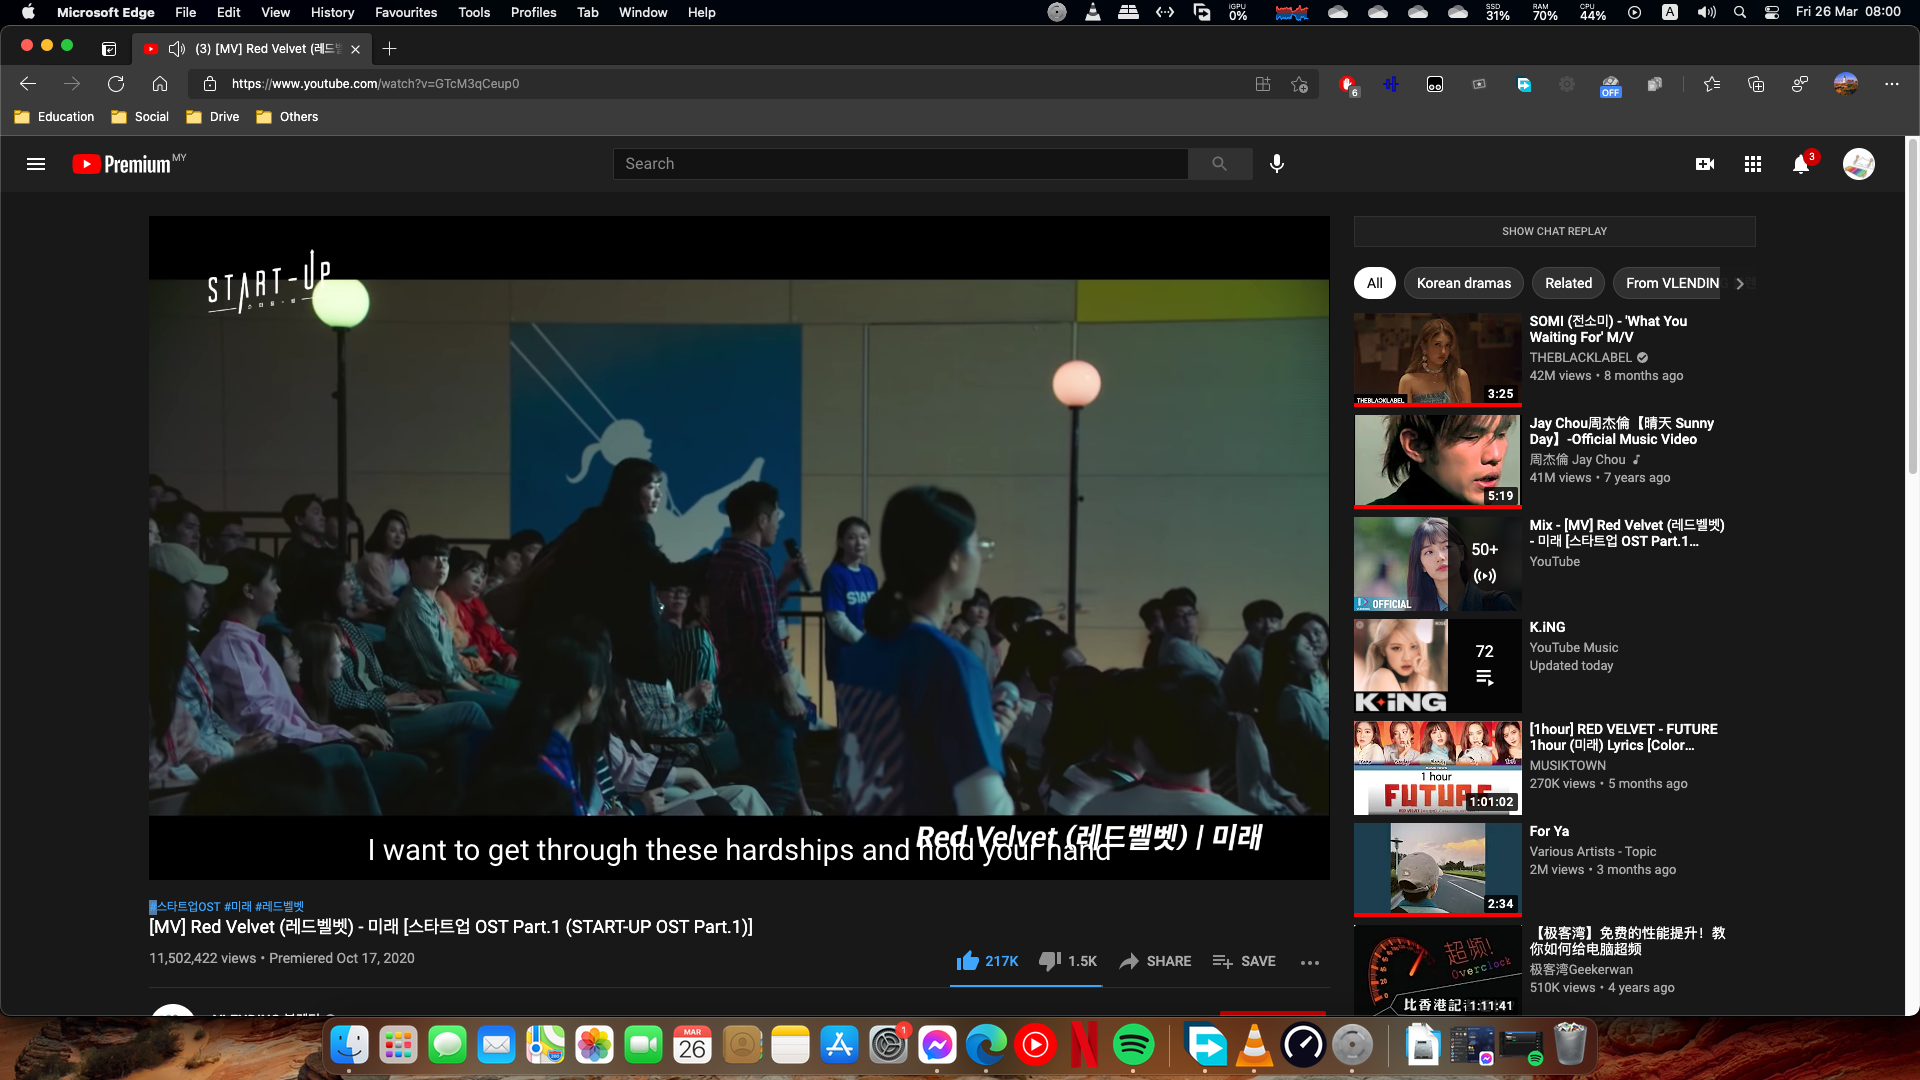 Microsoft Edge File Edit View History Favourites Tools Profiles Tab Window Help
IGPU 0% SSD 31% RAM 70% CPU 44% A Fri 26 Mar 08:00
(3) [MV] Red Velvet (레드벨
https://www.youtube.com/watch?v=GTcM3qCeup0
6
OFF
Education Social Drive Others
Premium MY
Search
3
START-UP
스타트업
START
Red Velvet (레드벨벳) | 미래
I want to get through these hardships and hold your hand
#스타트업OST #미래 #레드벨벳
[MV] Red Velvet (레드벨벳) - 미래 [스타트업 OST Part.1 (START-UP OST Part.1)]
11,502,422 views • Premiered Oct 17, 2020
217K 1.5K SHARE SAVE
SHOW CHAT REPLAY
All Korean dramas Related From VLENDIN
SOMI (전소미) - 'What You
Waiting For' M/V
THEBLACKLABEL
42M views • 8 months ago
THEBLACKLABEL
3:25
Jay Chou周杰倫【晴天 Sunny
Day】-Official Music Video
周杰倫 Jay Chou
41M views • 7 years ago
5:19
Mix - [MV] Red Velvet (레드벨벳)
- 미래 [스타트업 OST Part.1...
YouTube
50+
OFFICIAL
K.iNG
YouTube Music
Updated today
72
K·iNG
[1hour] RED VELVET - FUTURE
1hour (미래) Lyrics [Color...
MUSIKTOWN
270K views • 5 months ago
1 hour
FUTURE
1:01:02
For Ya
Various Artists - Topic
2M views • 3 months ago
2:34
【极客湾】免费的性能提升！教
你如何给电脑超频
极客湾Geekerwan
510K views • 4 years ago
超频!
Overclock
比香港記
1:11:41
MAR
26
1